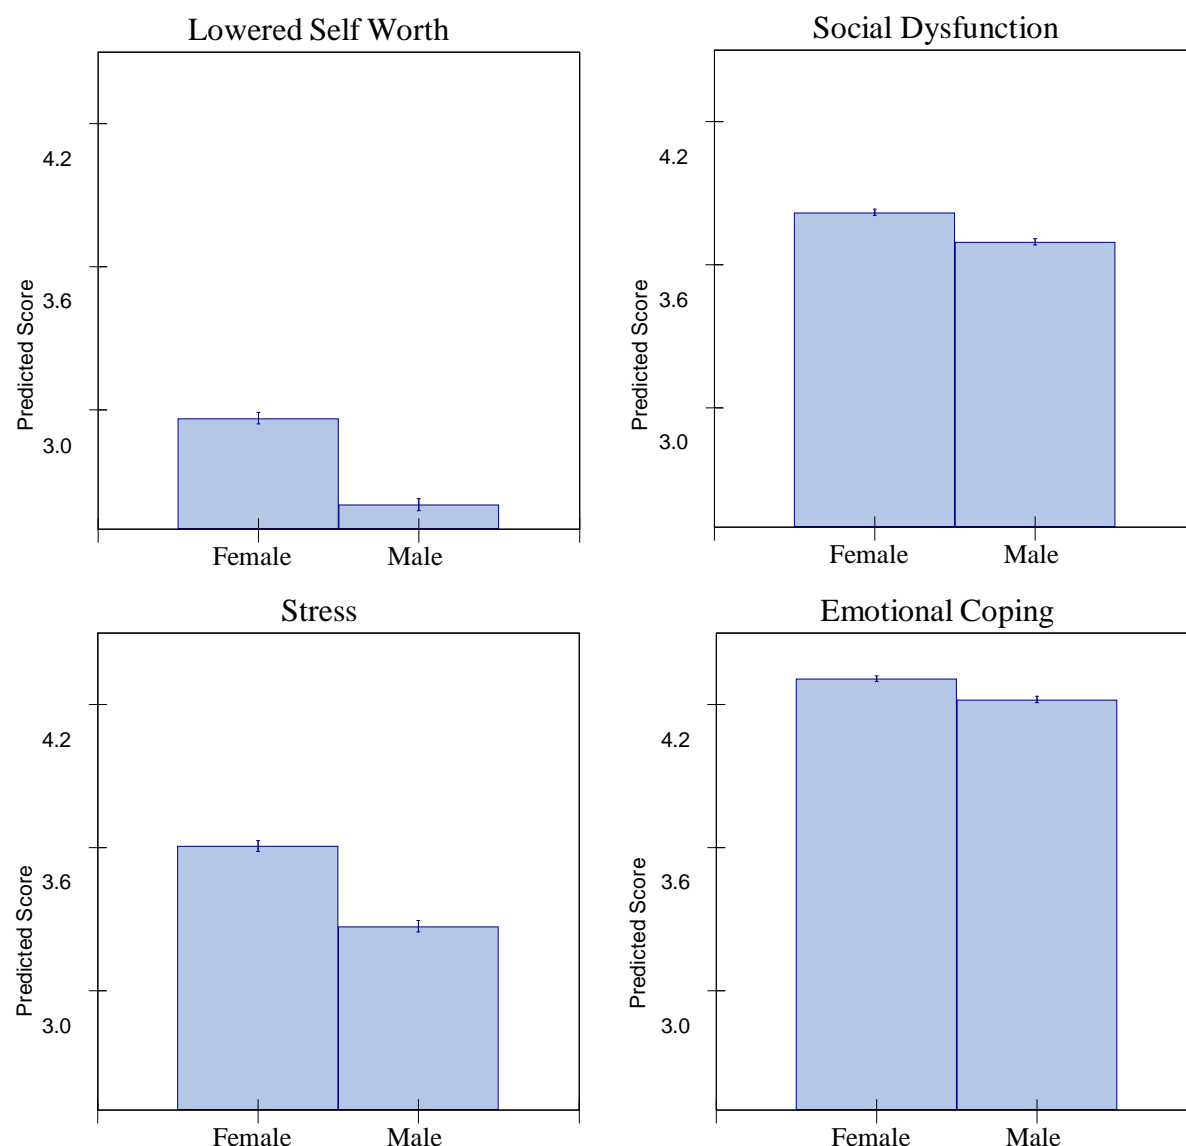 Lowered Self Worth
4.2
3.6
3.0
Predicted Score
Female Male
Social Dysfunction
4.2
3.6
3.0
Predicted Score
Female Male
Stress
4.2
3.6
3.0
Predicted Score
Female Male
Emotional Coping
4.2
3.6
3.0
Predicted Score
Female Male